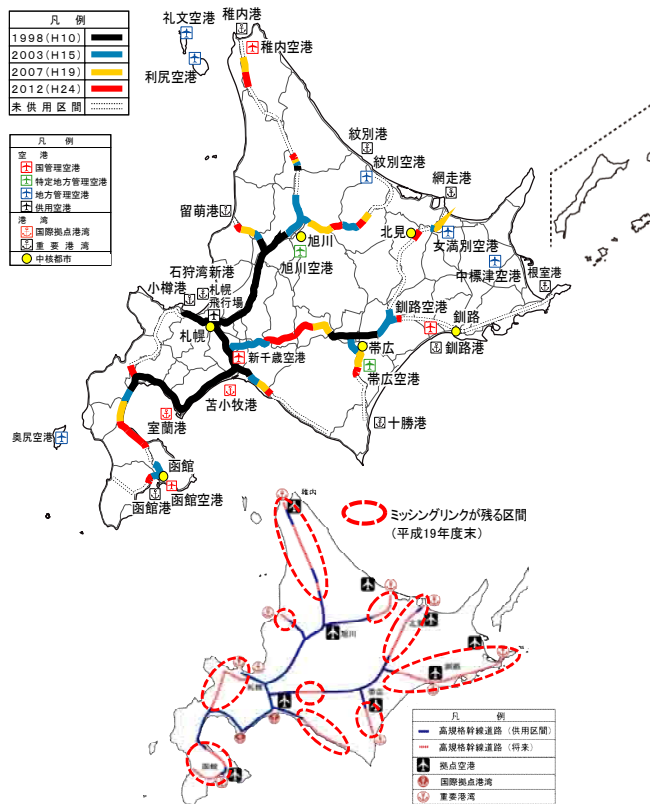 凡 例
1998(H10)
2003(H15)
2007(H19)
2012(H24)
未供用区間
凡 例
空 港
国管理空港
特定地方管理空港
地方管理空港
供用空港
港 湾
国際拠点港湾
重要港湾
中核都市
稚内港
礼文空港
稚内空港
利尻空港
紋別港
紋別空港
網走港
留萌港
旭川
北見
女満別空港
旭川空港
中標津空港
根室港
石狩湾新港
小樽港
札幌
飛行場
札幌
釧路空港
釧路
新千歳空港
帯広
釧路港
帯広空港
苫小牧港
室蘭港
十勝港
奥尻空港
函館
函館空港
函館港
ミッシングリンクが残る区間
(平成19年度末)
稚内
旭川
北見
札幌
釧路
帯広
函館
凡 例
高規格幹線道路(供用区間)
高規格幹線道路(将来)
拠点空港
国際拠点港湾
重要港湾